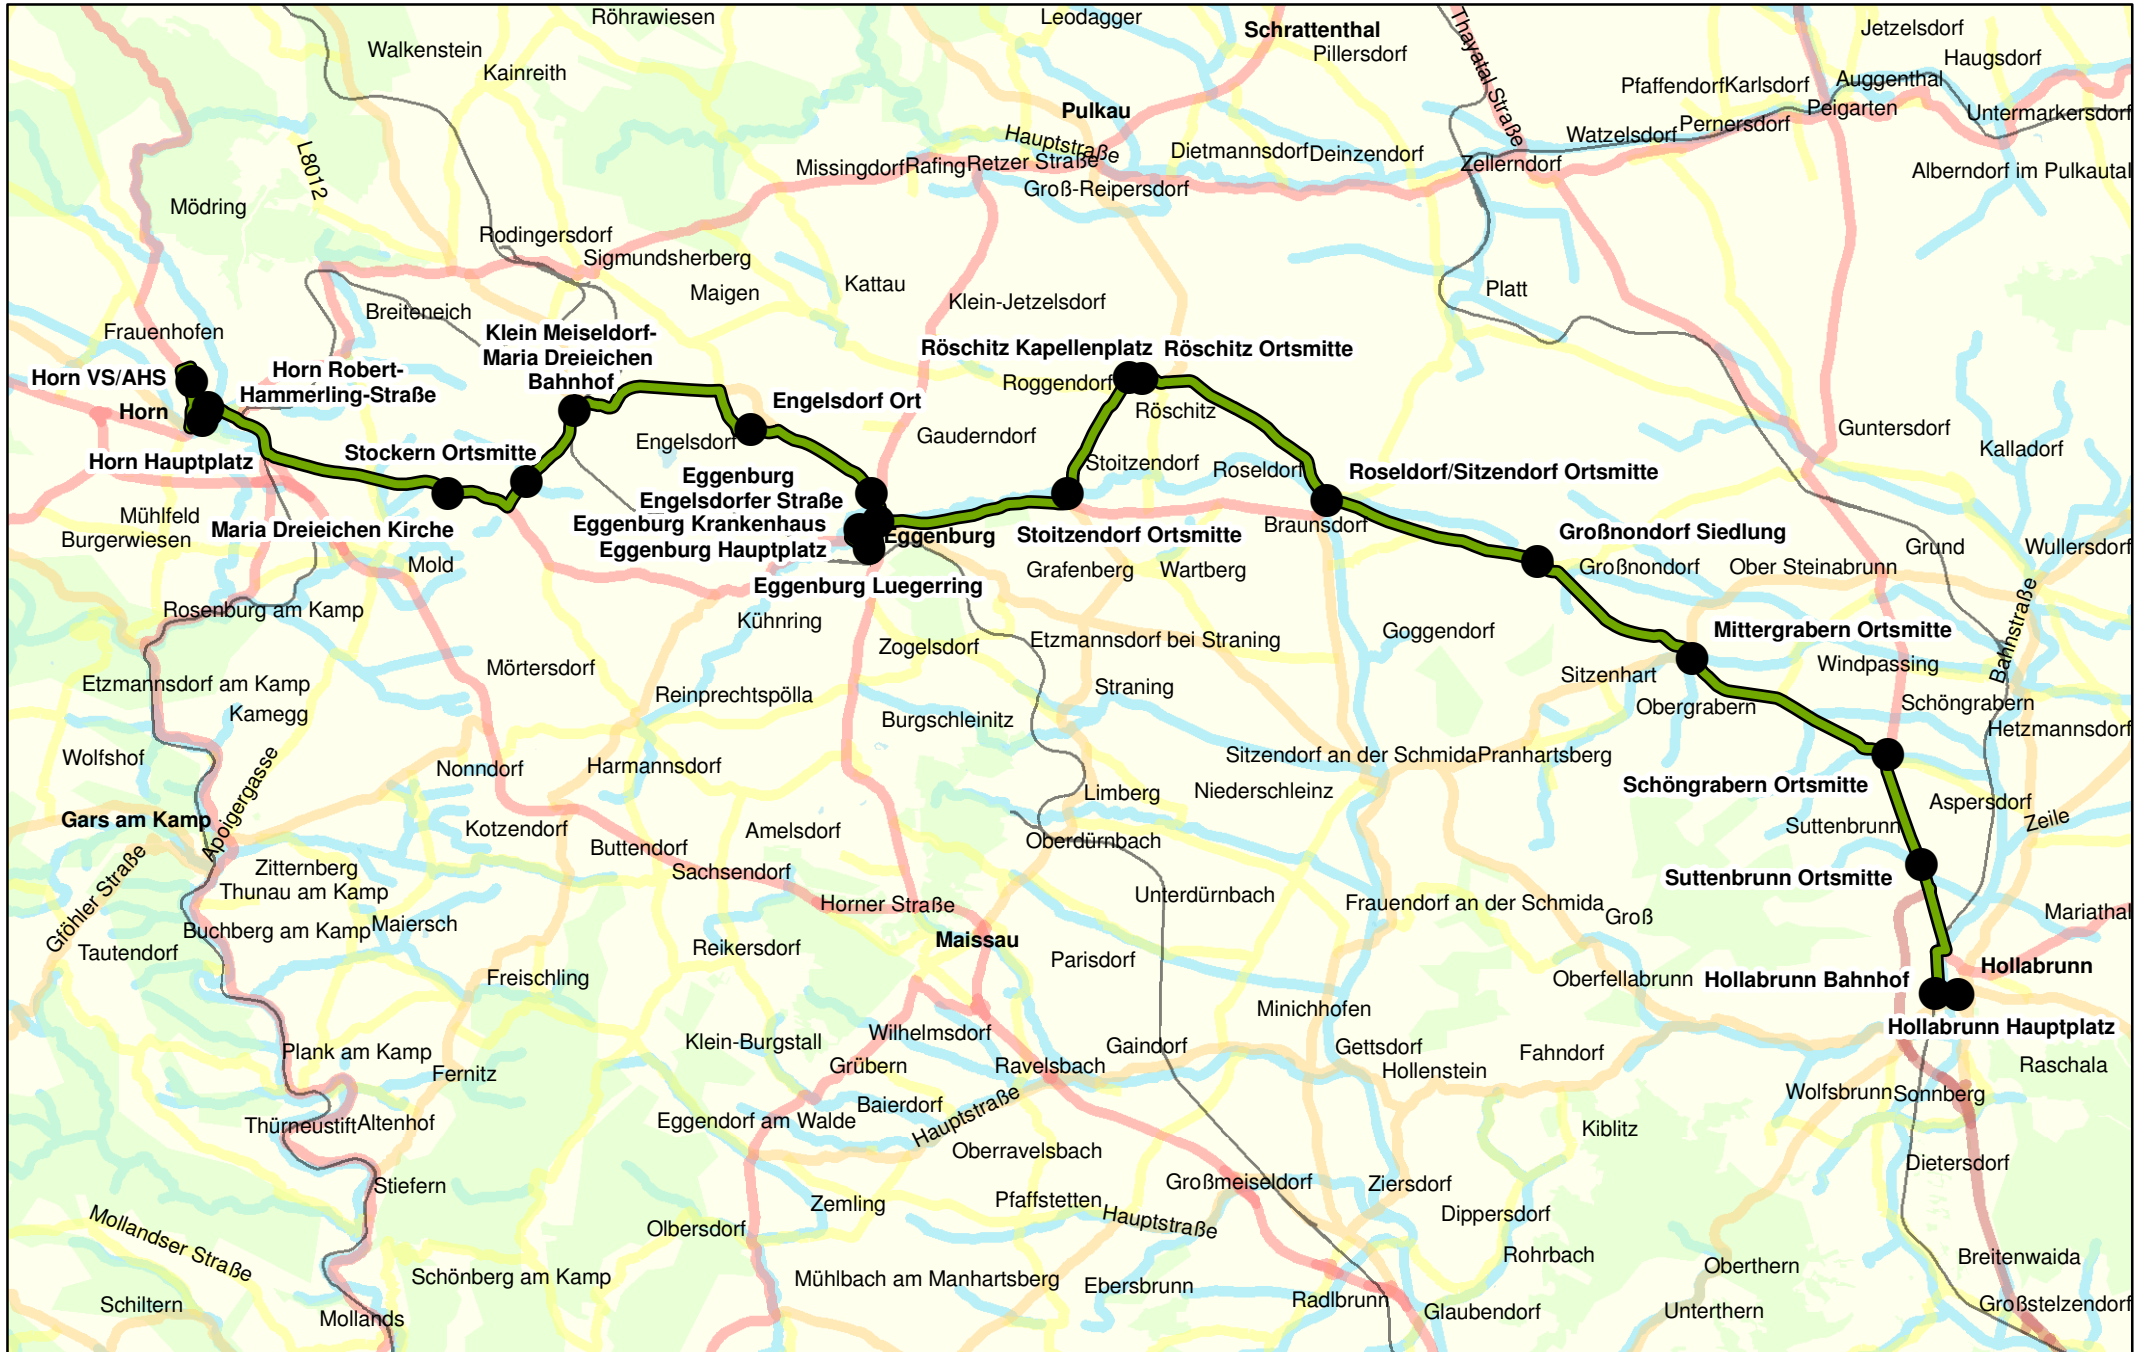 Röhrawiesen
Leodagger
Schrattenthal
Jetzelsdorf
Walkenstein
Pillersdorf
Haugsdorf
Kainreith
Thayatal Straße
Auggenthal
Pfaffendorf
Karlsdorf
Pulkau
Peigarten
Untermarkersdorf
Hauptstraße
Watzelsdorf
Pernersdorf
Missingdorf
Rafing
Retzer Straße
Dietmannsdorf
Deinzendorf
Zellerndorf
L8012
Alberndorf im Pulkautal
Groß-Reipersdorf
Mödring
Rodingersdorf
Sigmundsherberg
Maigen
Kattau
Klein-Jetzelsdorf
Platt
Breiteneich
Frauenhofen
Klein Meiseldorf-
Maria Dreieichen
Bahnhof
Röschitz Kapellenplatz
Röschitz Ortsmitte
Horn VS/AHS
Horn Robert-
Hammerling-Straße
Roggendorf
Horn
Engelsdorf Ort
Röschitz
Engelsdorf
Gauderndorf
Guntersdorf
Kalladorf
Horn Hauptplatz
Stockern Ortsmitte
Stoitzendorf
Roseldorf
Roseldorf/Sitzendorf Ortsmitte
Eggenburg
Engelsdorfer Straße
Mühlfeld
Maria Dreieichen Kirche
Eggenburg Krankenhaus
Eggenburg
Stoitzendorf Ortsmitte
Braunsdorf
Großnondorf Siedlung
Burgerwiesen
Eggenburg Hauptplatz
Grund
Wullersdorf
Mold
Eggenburg Luegerring
Grafenberg
Wartberg
Großnondorf
Ober Steinabrunn
Rosenburg am Kamp
Kühnring
Zogelsdorf
Etzmannsdorf bei Straning
Goggendorf
Mittergrabern Ortsmitte
Bahnstraße
Mörtersdorf
Sitzenhart
Windpassing
Etzmannsdorf am Kamp
Reinprechtspölla
Straning
Kamegg
Burgschleinitz
Obergrabern
Schöngrabern
Hetzmannsdorf
Wolfshof
Nonndorf
Harmannsdorf
Sitzendorf an der Schmida
Pranhartsberg
Apoigergasse
Limberg
Niederschleinz
Schöngrabern Ortsmitte
Aspersdorf
Gars am Kamp
Kotzendorf
Amelsdorf
Suttenbrunn
Zeile
Buttendorf
Oberdürnbach
Gföhler Straße
Zitternberg
Sachsendorf
Suttenbrunn Ortsmitte
Thunau am Kamp
Unterdürnbach
Horner Straße
Frauendorf an der Schmida
Groß
Mariathal
Buchberg am Kamp
Maiersch
Maissau
Tautendorf
Reikersdorf
Parisdorf
Hollabrunn
Freischling
Oberfellabrunn
Hollabrunn Bahnhof
Minichhofen
Hollabrunn Hauptplatz
Wilhelmsdorf
Klein-Burgstall
Gaindorf
Gettsdorf
Fahndorf
Plank am Kamp
Grübern
Ravelsbach
Hollenstein
Raschala
Fernitz
Wolfsbrunn
Sonnberg
Baierdorf
Hauptstraße
Eggendorf am Walde
Thürneustift
Altenhof
Kiblitz
Oberravelsbach
Dietersdorf
Stiefern
Großmeiseldorf
Ziersdorf
Zemling
Pfaffstetten
Hauptstraße
Dippersdorf
Olbersdorf
Mollandser Straße
Rohrbach
Breitenwaida
Oberthern
Schönberg am Kamp
Mühlbach am Manhartsberg
Ebersbrunn
Schiltern
Radlbrunn
Glaubendorf
Unterthern
Großstelzendorf
Mollands